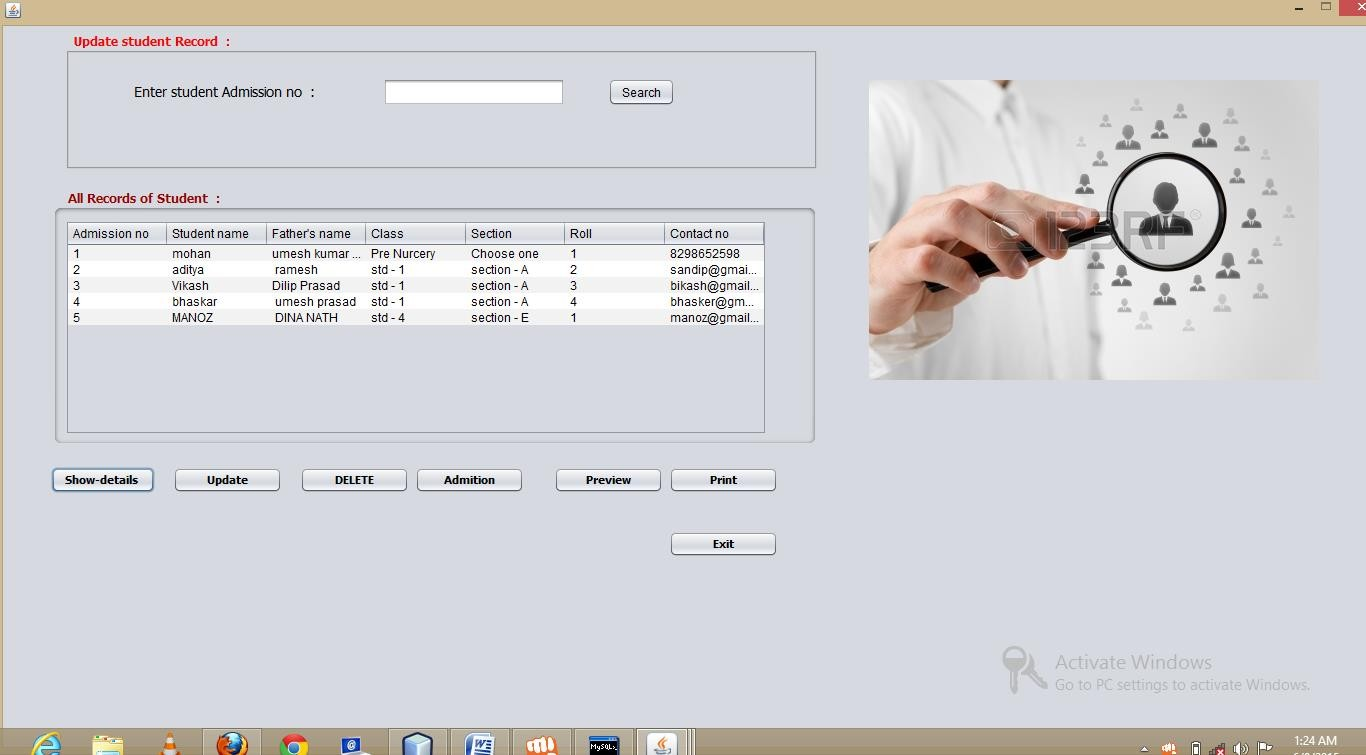 Update student Record :
Enter student Admission no :
Search
All Records of Student :
Admission no Student name Father's name Class Section Roll Contact no
1 mohan umesh kumar ... Pre Nurcery Choose one 1 8298652598
2 aditya ramesh std - 1 section - A 2 sandip@gmai...
3 Vikash Dilip Prasad std - 1 section - A 3 bikash@gmail...
4 bhaskar umesh prasad std - 1 section - A 4 bhasker@gm...
5 MANOZ DINA NATH std - 4 section - E 1 manoz@gmail...
Show-details Update DELETE Admition Preview Print
Exit
123RF®
Activate Windows
Go to PC settings to activate Windows.
MySQL
1:24 AM